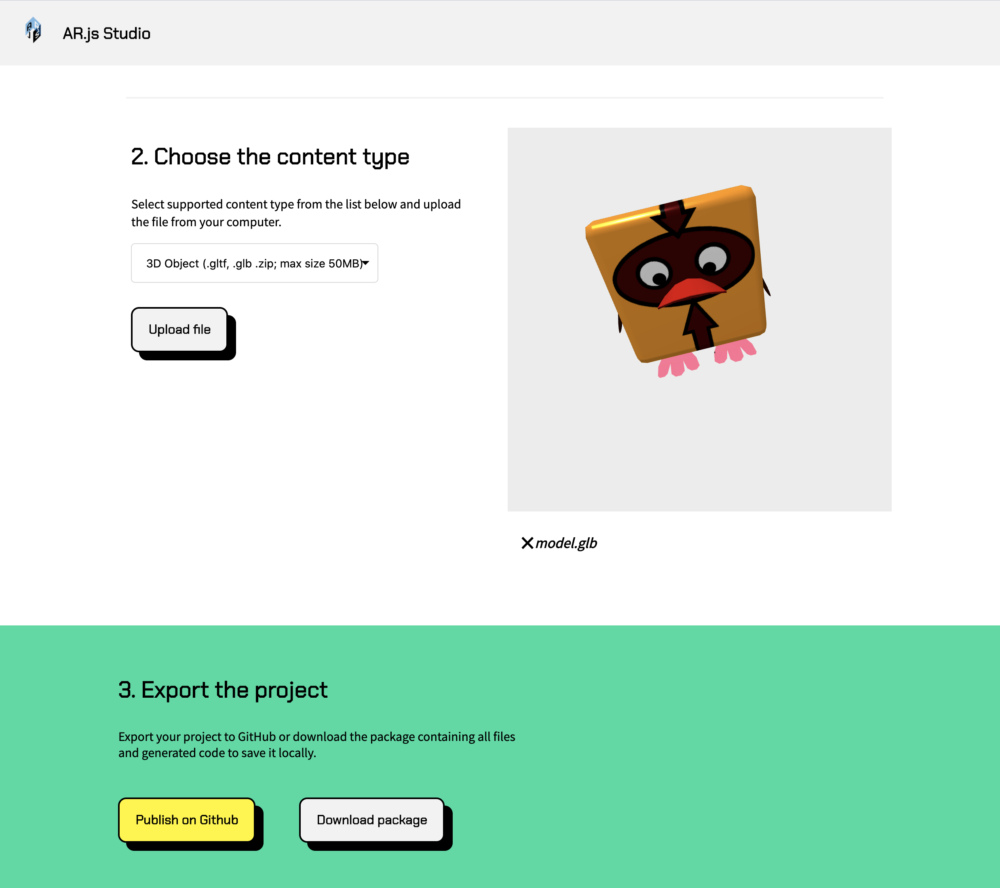 AR.js Studio
2. Choose the content type
Select supported content type from the list below and upload
the file from your computer.
3D Object (.gltf, .glb .zip; max size 50MB)
Upload file
model.glb
3. Export the project
Export your project to GitHub or download the package containing all files
and generated code to save it locally.
Publish on Github
Download package